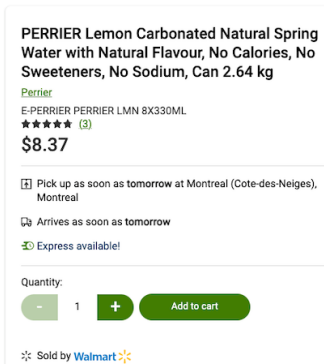 PERRIER Lemon Carbonated Natural Spring
Water with Natural Flavour, No Calories, No
Sweeteners, No Sodium, Can 2.64 kg
Perrier
E-PERRIER PERRIER LMN 8X330ML
(3)
$8.37
Pick up as soon as tomorrow at Montreal (Cote-des-Neiges),
Montreal
Arrives as soon as tomorrow
Express available!
Quantity:
- 1 + Add to cart
Sold by Walmart